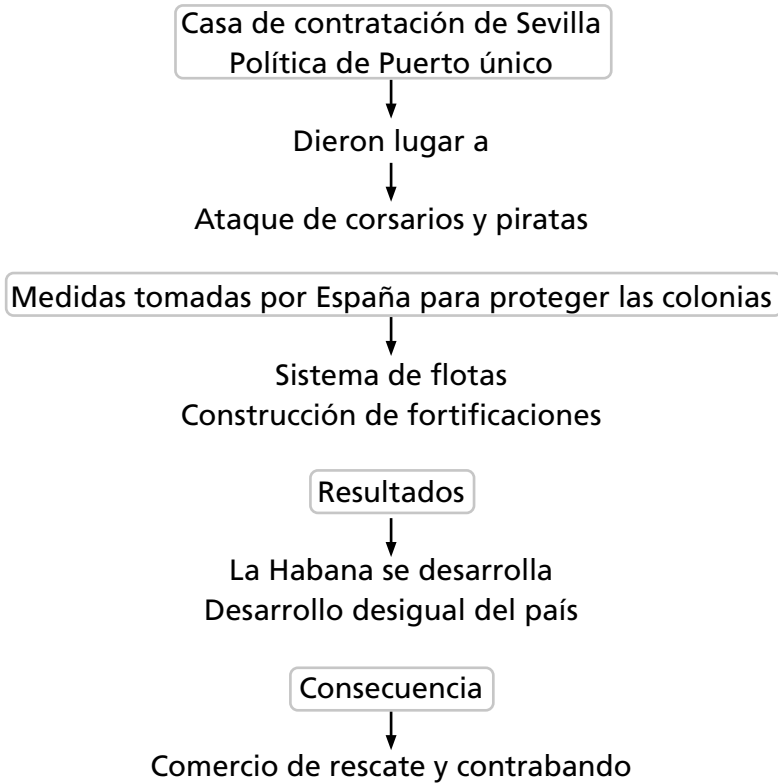 Casa de contratación de Sevilla
Política de Puerto único
Dieron lugar a
Ataque de corsarios y piratas
Medidas tomadas por España para proteger las colonias
Sistema de flotas
Construcción de fortificaciones
Resultados
La Habana se desarrolla
Desarrollo desigual del país
Consecuencia
Comercio de rescate y contrabando